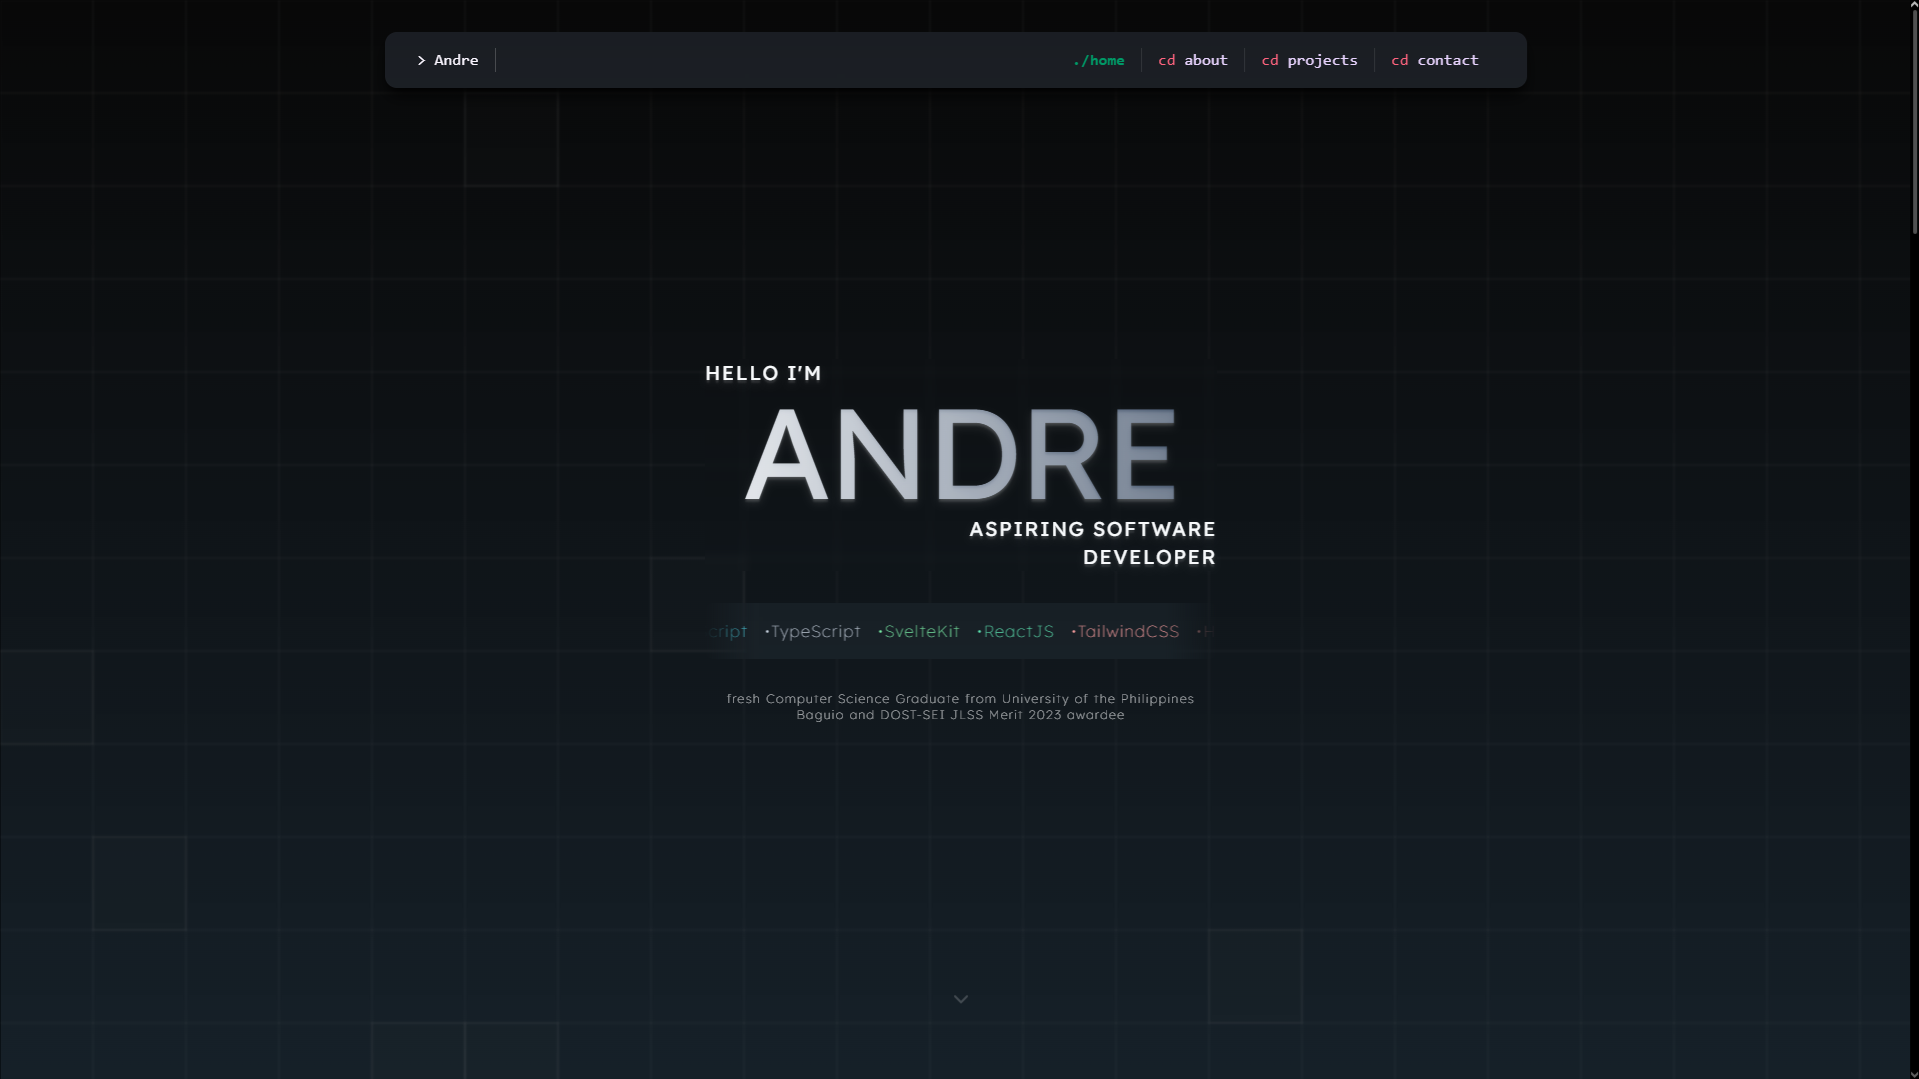 > Andre
./home
cd about
cd projects
cd contact
HELLO I'M
ANDRE
ASPIRING SOFTWARE
DEVELOPER
cript •TypeScript •SvelteKit •ReactJS •TailwindCSS •
fresh Computer Science Graduate from University of the Philippines
Baguio and DOST-SEI JLSS Merit 2023 awardee